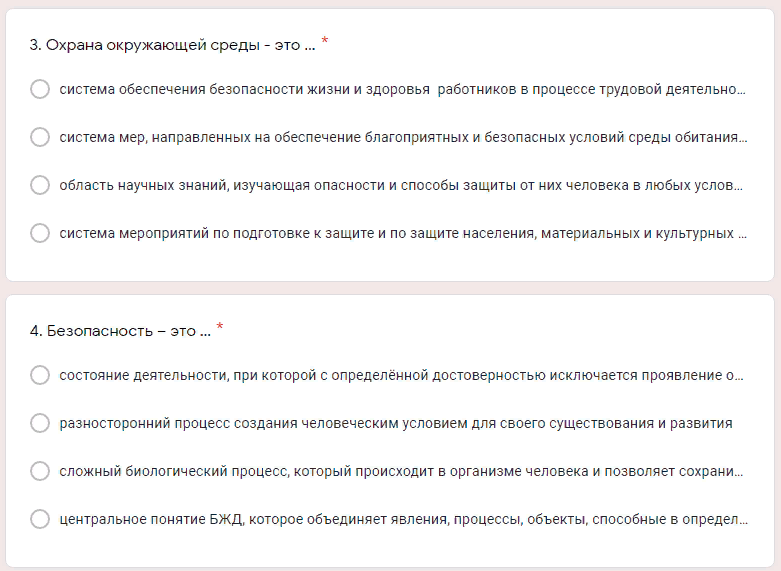 3. Охрана окружающей среды - это ... *
система обеспечения безопасности жизни и здоровья работников в процессе трудовой деятельно...
система мер, направленных на обеспечение благоприятных и безопасных условий среды обитания...
область научных знаний, изучающая опасности и способы защиты от них человека в любых услов...
система мероприятий по подготовке к защите и по защите населения, материальных и культурных ...
4. Безопасность – это ... *
состояние деятельности, при которой с определённой достоверностью исключается проявление о...
разносторонний процесс создания человеческим условием для своего существования и развития
сложный биологический процесс, который происходит в организме человека и позволяет сохрани...
центральное понятие БЖД, которое объединяет явления, процессы, объекты, способные в определ...